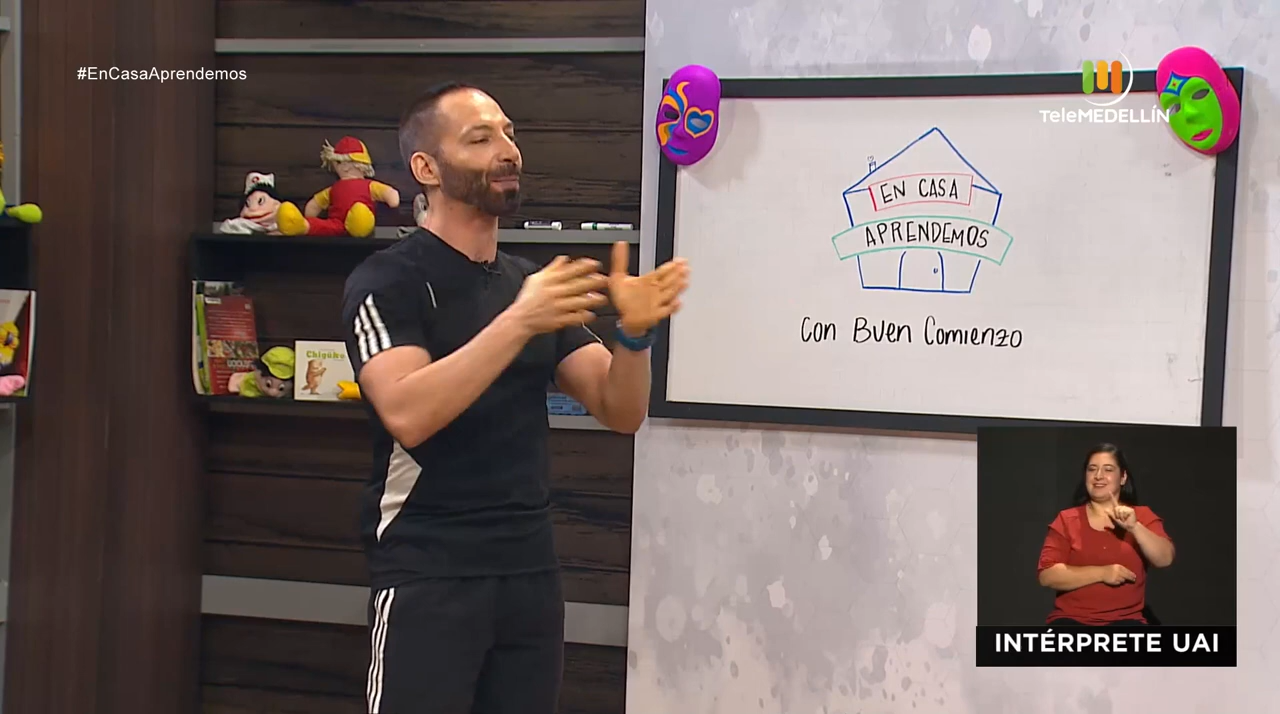 #EnCasaAprendemos
TeleMEDELLÍN
EN CASA
APRENDEMOS
Con Buen Comienzo
Chigüiro
INTÉRPRETE UAI